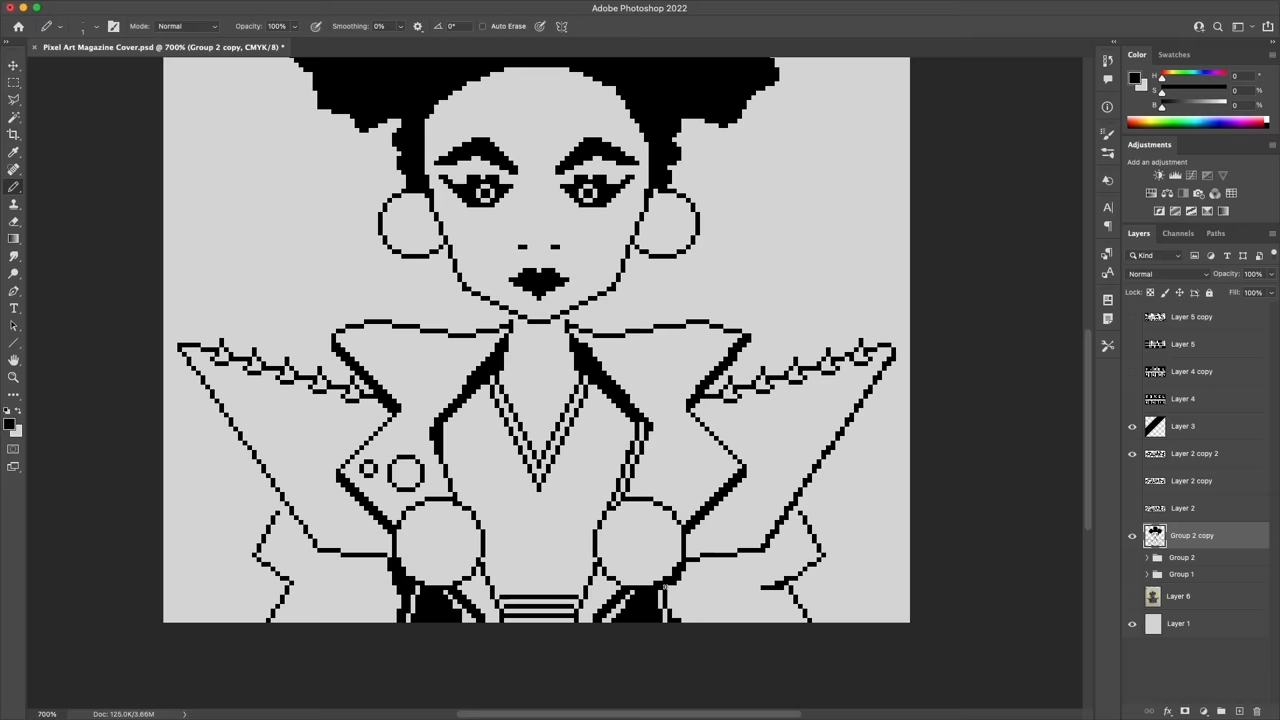 Adobe Photoshop 2022
1
Mode: Normal
Opacity: 100%
Smoothing: 0%
0°
Auto Erase
Pixel Art Magazine Cover.psd @ 700% (Group 2 copy, CMYK/8) *
Color
Swatches
H 0 °
S 0 %
B 0 %
Adjustments
Add an adjustment
Layers
Channels
Paths
Kind
Normal
Opacity: 100%
Lock:
Fill: 100%
Layer 5 copy
Layer 5
Layer 4 copy
Layer 4
Layer 3
Layer 2 copy 2
Layer 2 copy
Layer 2
Group 2 copy
Group 2
Group 1
Layer 6
Layer 1
700%
Doc: 125.0K/3.66M